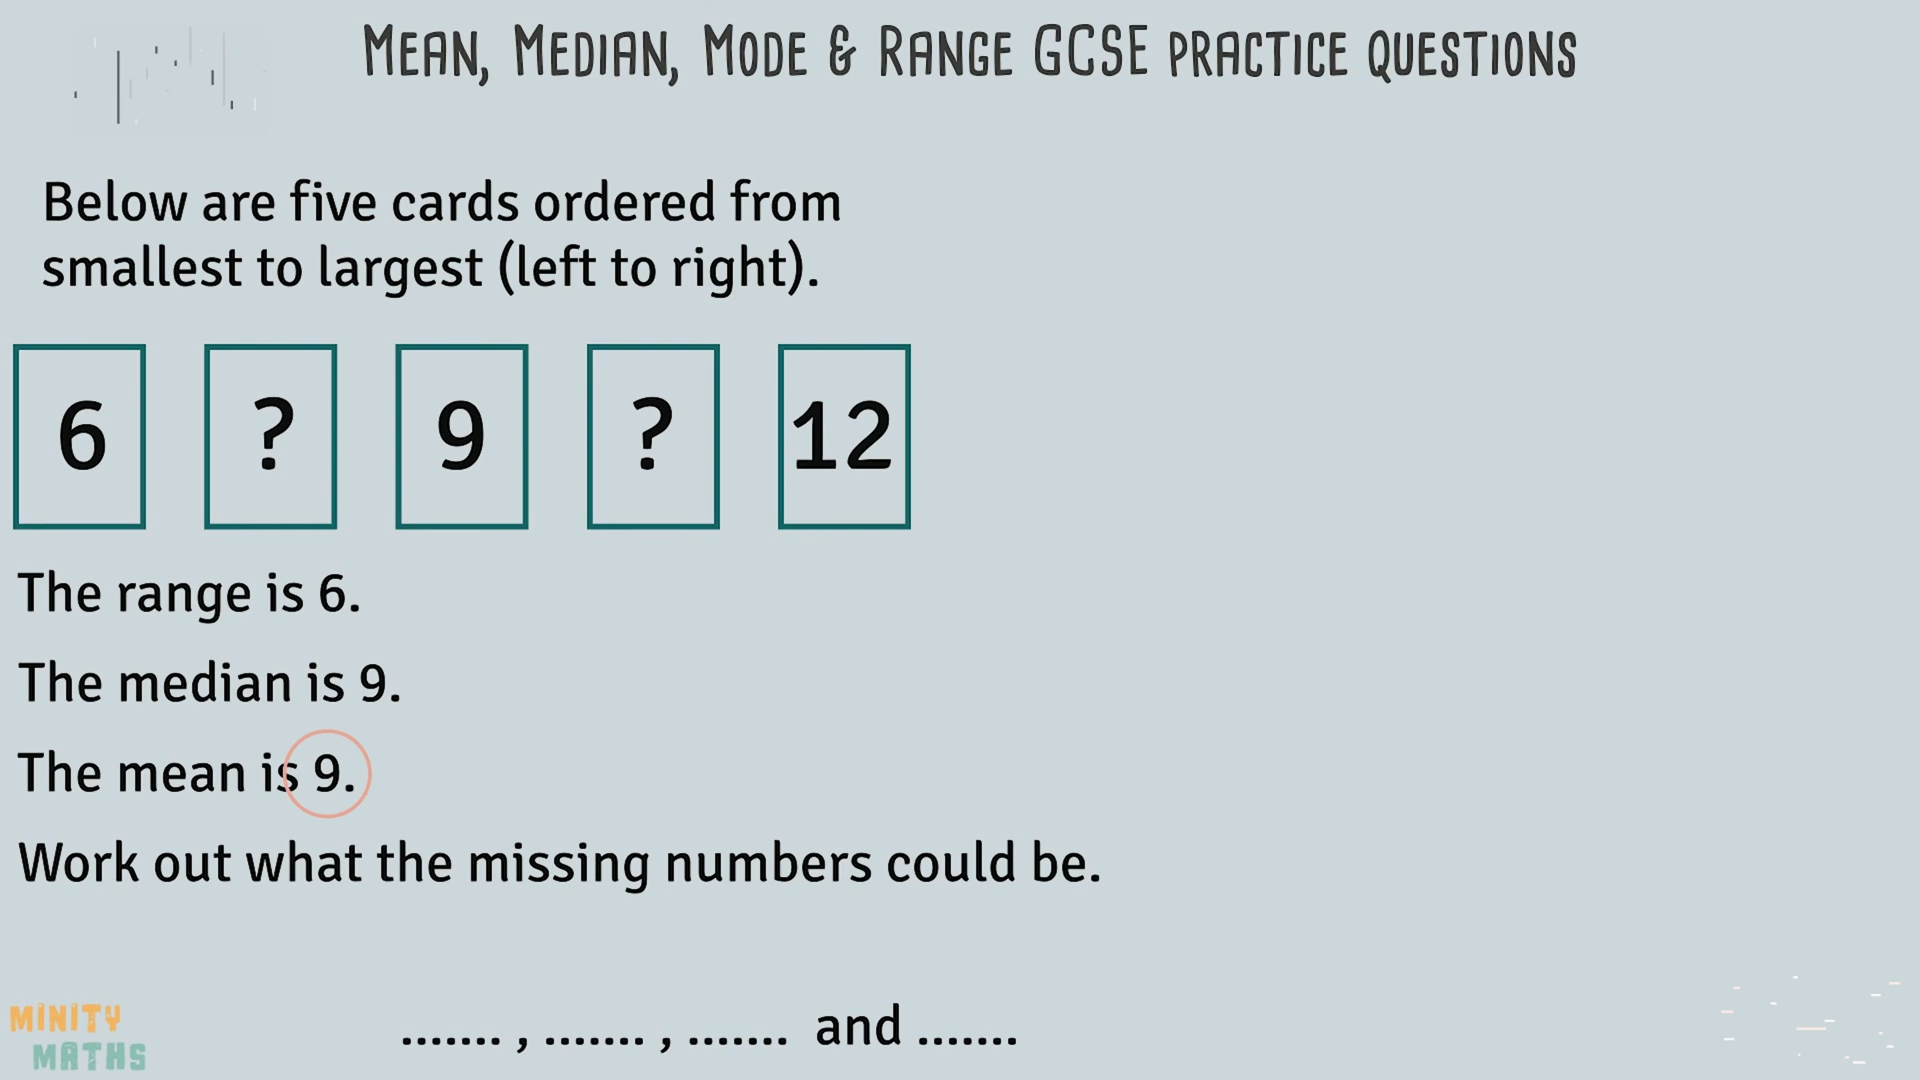 MEAN, MEDIAN, MODE & RANGE GCSE PRACTICE QUESTIONS
Below are five cards ordered from
smallest to largest (left to right).
6 ? 9 ? 12
The range is 6.
The median is 9.
The mean is 9.
Work out what the missing numbers could be.
....... , ....... , ....... and .......
MINITY
MATHS